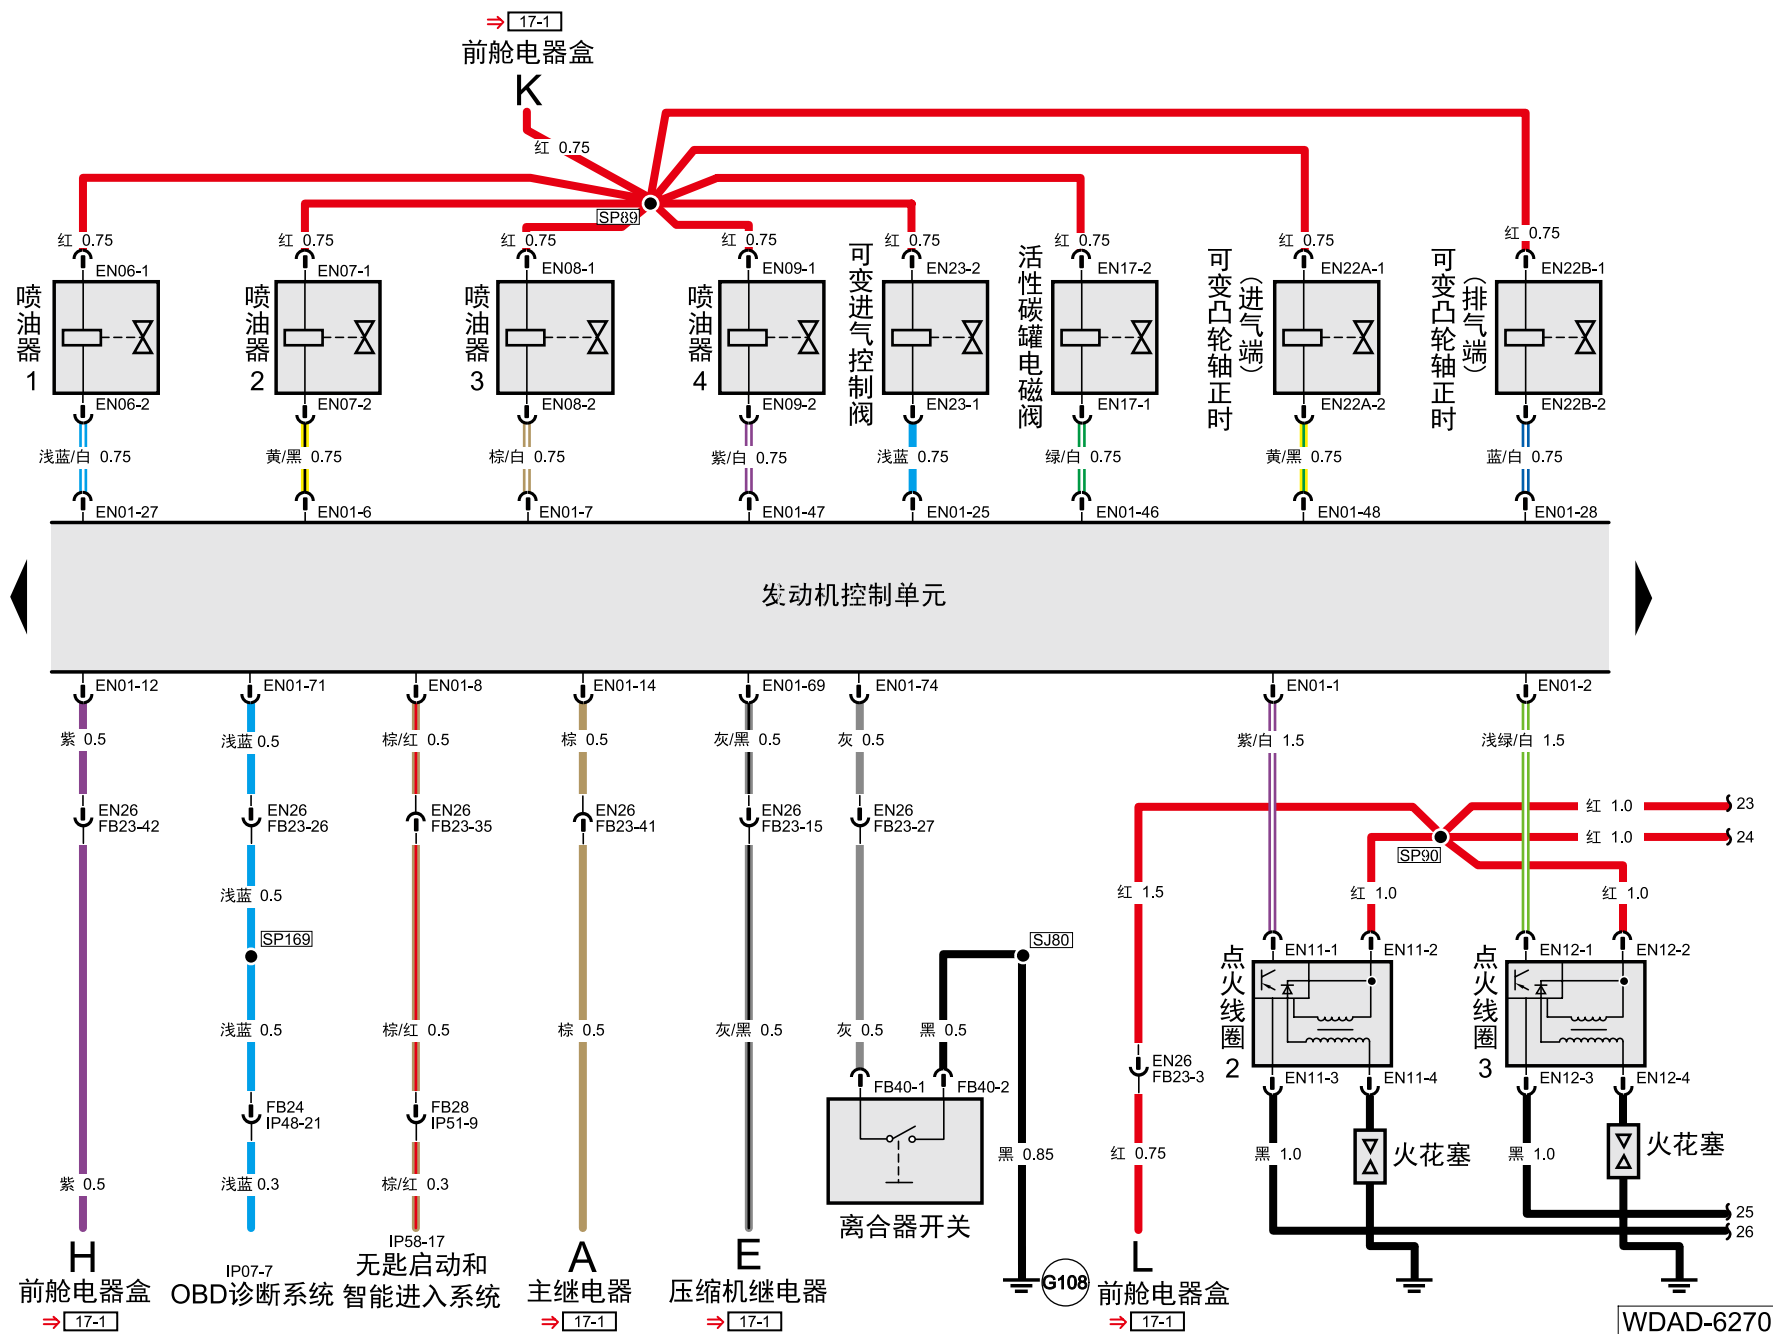 17-1
前舱电器盒
K
红 0.75
SP89
红 0.75
红 0.75
红 0.75
红 0.75
红 0.75
红 0.75
红 0.75
红 0.75
EN06-1
EN07-1
EN08-1
EN09-1
EN23-2
EN17-2
EN22A-1
EN22B-1
喷油器1
喷油器2
喷油器3
喷油器4
可变进气控制阀
活性碳罐电磁阀
可变凸轮轴正时
(进气端)
可变凸轮轴正时
(排气端)
EN06-2
EN07-2
EN08-2
EN09-2
EN23-1
EN17-1
EN22A-2
EN22B-2
浅蓝/白 0.75
黄/黑 0.75
棕/白 0.75
紫/白 0.75
浅蓝 0.75
绿/白 0.75
黄/黑 0.75
蓝/白 0.75
EN01-27
EN01-6
EN01-7
EN01-47
EN01-25
EN01-46
EN01-48
EN01-28
发动机控制单元
EN01-12
EN01-71
EN01-8
EN01-14
EN01-69
EN01-74
EN01-1
EN01-2
紫 0.5
浅蓝 0.5
棕/红 0.5
棕 0.5
灰/黑 0.5
灰 0.5
紫/白 1.5
浅绿/白 1.5
EN26
FB23-42
EN26
FB23-26
EN26
FB23-35
EN26
FB23-41
EN26
FB23-15
EN26
FB23-27
红 1.0
23
红 1.0
24
SP90
浅蓝 0.5
红 1.5
红 1.0
红 1.0
SP169
SJ80
EN11-1
EN11-2
EN12-1
EN12-2
点火线圈2
点火线圈3
浅蓝 0.5
棕/红 0.5
棕 0.5
灰/黑 0.5
灰 0.5
黑 0.5
EN26
FB23-3
FB40-1
FB40-2
EN11-3
EN11-4
EN12-3
EN12-4
FB24
IP48-21
FB28
IP51-9
黑 0.85
红 0.75
黑 1.0
火花塞
黑 1.0
火花塞
紫 0.5
浅蓝 0.3
棕/红 0.3
离合器开关
25
26
H
前舱电器盒
17-1
IP07-7
OBD诊断系统
IP58-17
无匙启动和
智能进入系统
A
主继电器
17-1
E
压缩机继电器
17-1
G108
L
前舱电器盒
17-1
WDAD-6270